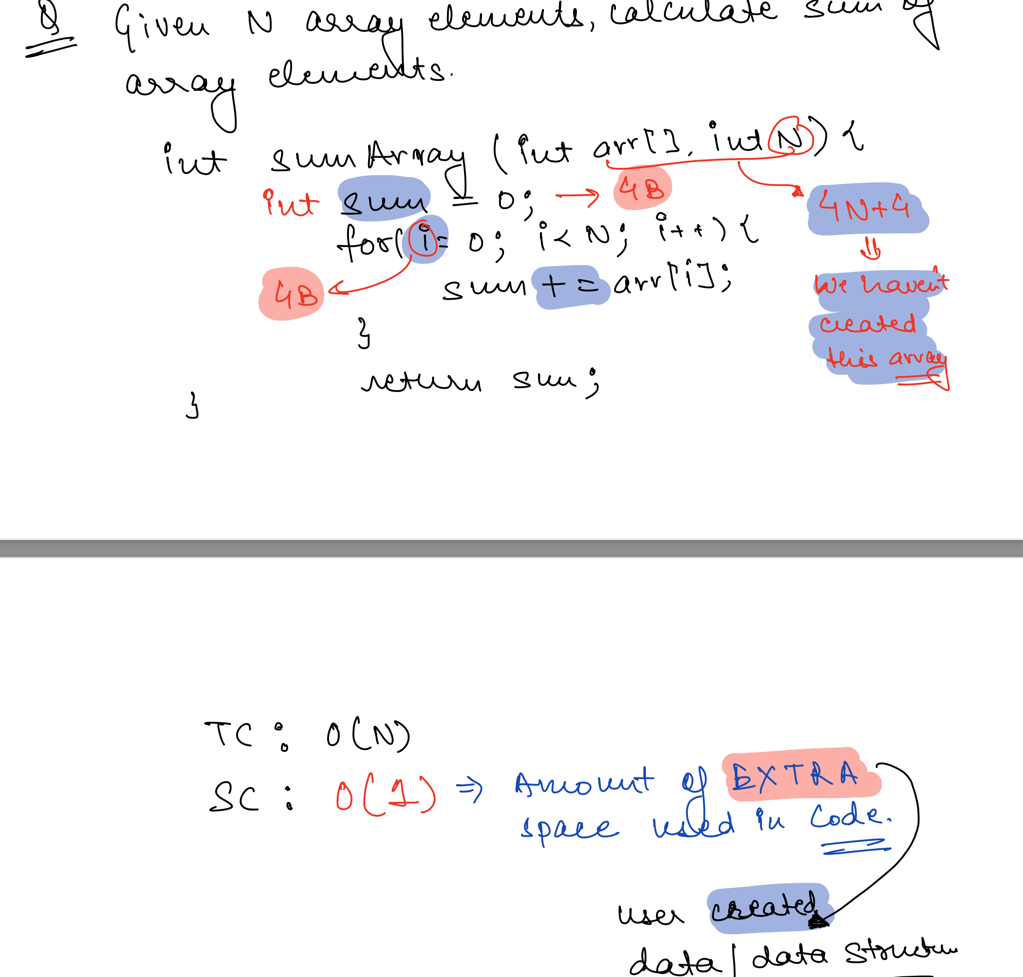 Q Given N array elements, calculate sum of
array elements.
int sumArray (int arr[], int N) {
int sum = 0; → 4B
4N+4
for(i= 0; i< N; i++) {
4B
sum += arr[i];
We haven't
created
this array
}
return sum;
}
TC : O(N)
SC : O(1) ⇒ Amount of EXTRA
space used in Code.
user created
data / data structure